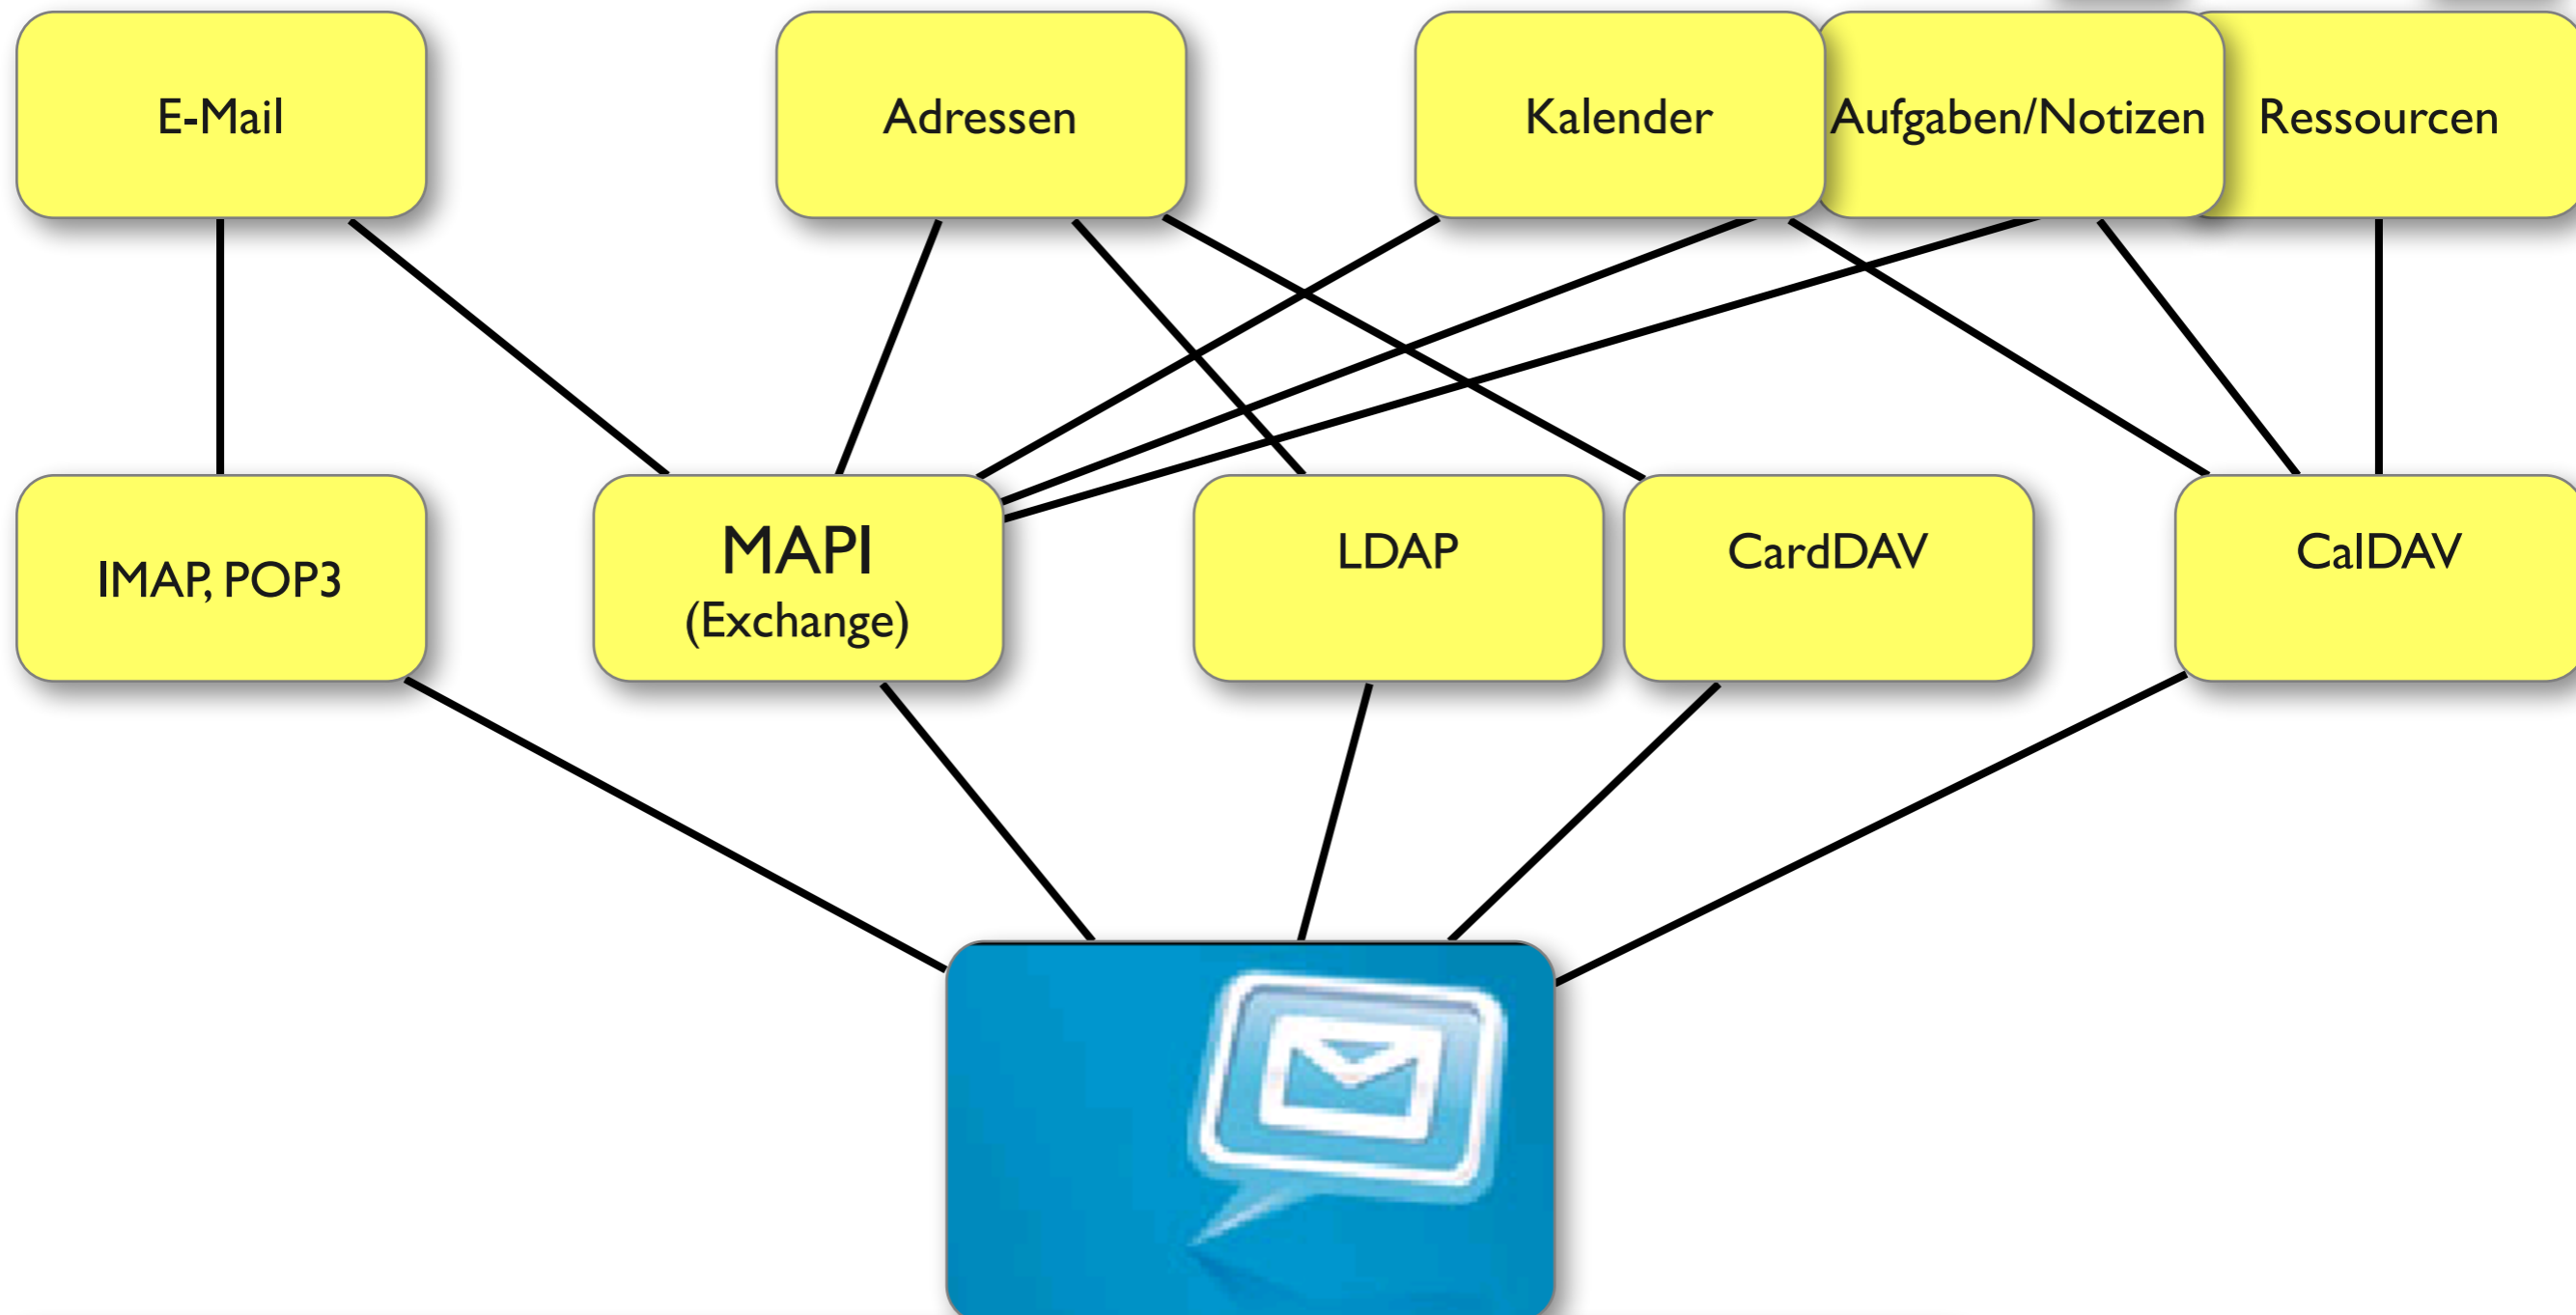 E-Mail
Adressen
Kalender
Aufgaben/Notizen
Ressourcen
IMAP, POP3
MAPI
(Exchange)
LDAP
CardDAV
CalDAV